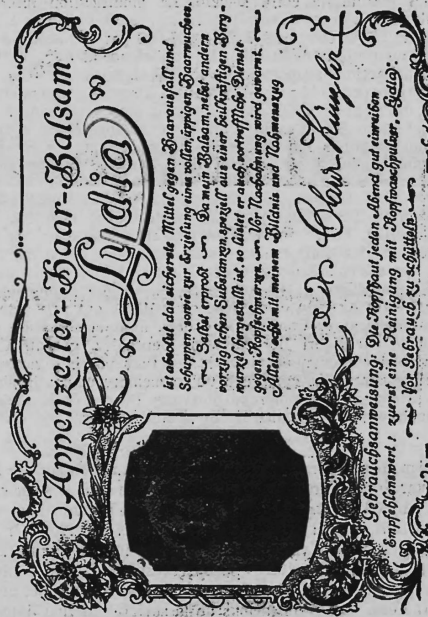 Appenzeller-Haar-Balsam
Lydia
ist absolut das sicherste Mittel gegen Haarausfall und
Schuppen, sowie zur Erzielung eines vollen, üppigen Haarwuchses.
Selbst erprobt Da mein Balsam, nebst andern
vorzüglichen Substanzen, speziell aus einer heilkräftigen Berg-
wurzel hergestellt ist, so leistet er auch vortreffliche Dienste
gegen Kopfschmerzen. Vor Nachahmung wird gewarnt.
Allein echt mit meinem Bildnis und Nahmenszug
Gebrauchsanweisung: Die Kopfhaut jeden Abend gut einreiben
Empfehlenswert: zuerst eine Reinigung mit Kopfwaschpulver „Lydia“.
Vor Gebrauch zu schütteln